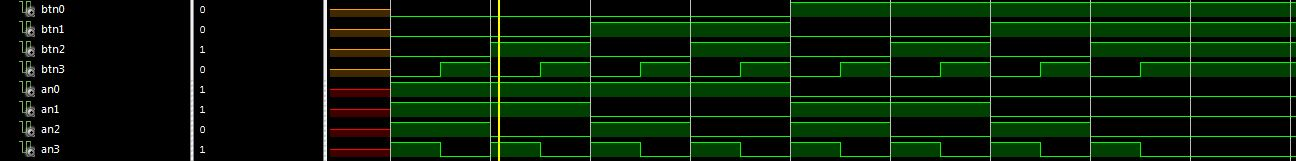 btn0 0
btn1 0
btn2 1
btn3 0
an0 1
an1 1
an2 0
an3 1